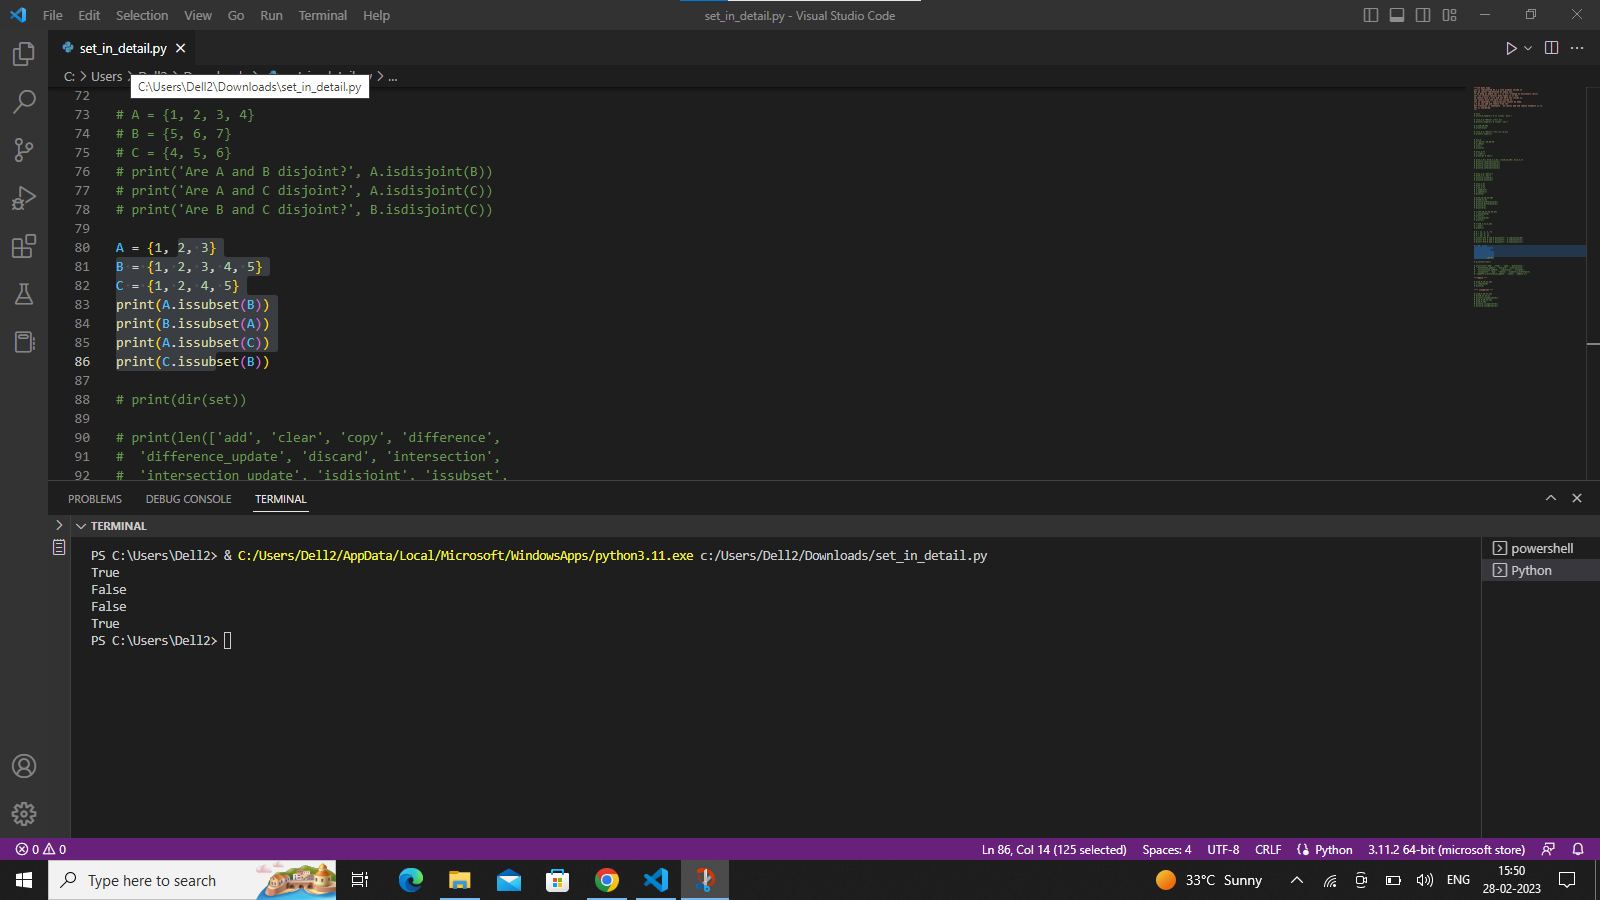 File Edit Selection View Go Run Terminal Help
set_in_detail.py - Visual Studio Code
set_in_detail.py
C: > Users > > ...
C:\Users\Dell2\Downloads\set_in_detail.py
72
73 # A = {1, 2, 3, 4}
74 # B = {5, 6, 7}
75 # C = {4, 5, 6}
76 # print('Are A and B disjoint?', A.isdisjoint(B))
77 # print('Are A and C disjoint?', A.isdisjoint(C))
78 # print('Are B and C disjoint?', B.isdisjoint(C))
79
80 A = {1, 2, 3}
81 B = {1, 2, 3, 4, 5}
82 C = {1, 2, 4, 5}
83 print(A.issubset(B))
84 print(B.issubset(A))
85 print(A.issubset(C))
86 print(C.issubset(B))
87
88 # print(dir(set))
89
90 # print(len(['add', 'clear', 'copy', 'difference',
91 #  'difference_update', 'discard', 'intersection',
92 #  'intersection_update', 'isdisjoint', 'issubset',
PROBLEMS DEBUG CONSOLE TERMINAL
TERMINAL
PS C:\Users\Dell2> & C:/Users/Dell2/AppData/Local/Microsoft/WindowsApps/python3.11.exe c:/Users/Dell2/Downloads/set_in_detail.py
True
False
False
True
PS C:\Users\Dell2>
powershell
Python
0 0
Ln 86, Col 14 (125 selected) Spaces: 4 UTF-8 CRLF Python 3.11.2 64-bit (microsoft store)
Type here to search
33°C Sunny
ENG
15:50
28-02-2023